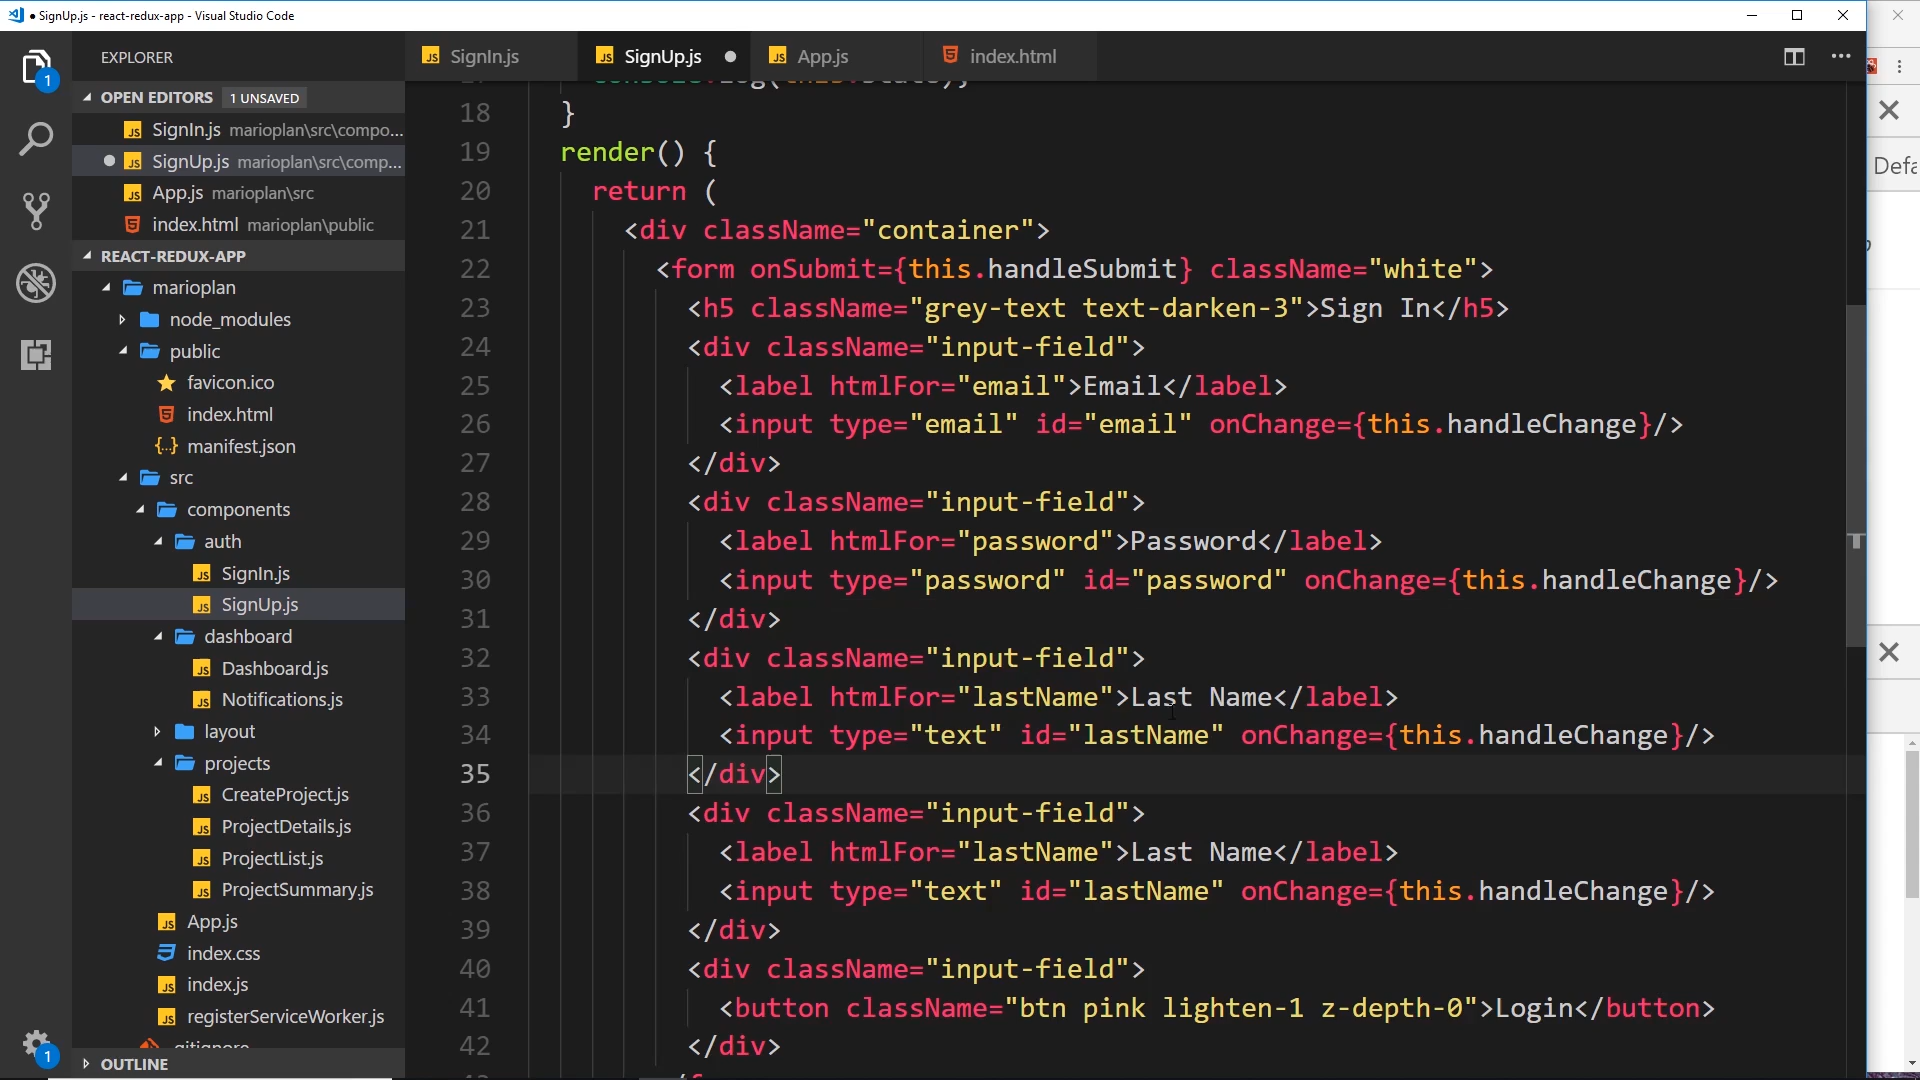 SignUp.js - react-redux-app - Visual Studio Code
EXPLORER
SignIn.js
SignUp.js
App.js
index.html
OPEN EDITORS 1 UNSAVED
SignIn.js marioplan\src\compo...
SignUp.js marioplan\src\comp...
App.js marioplan\src
index.html marioplan\public
REACT-REDUX-APP
marioplan
node_modules
public
favicon.ico
index.html
manifest.json
src
components
auth
SignIn.js
SignUp.js
dashboard
Dashboard.js
Notifications.js
layout
projects
CreateProject.js
ProjectDetails.js
ProjectList.js
ProjectSummary.js
App.js
index.css
index.js
registerServiceWorker.js
.gitignore
OUTLINE
1
1
18 }
19 render() {
20 return (
21 <div className="container">
22 <form onSubmit={this.handleSubmit} className="white">
23 <h5 className="grey-text text-darken-3">Sign In</h5>
24 <div className="input-field">
25 <label htmlFor="email">Email</label>
26 <input type="email" id="email" onChange={this.handleChange}/>
27 </div>
28 <div className="input-field">
29 <label htmlFor="password">Password</label>
30 <input type="password" id="password" onChange={this.handleChange}/>
31 </div>
32 <div className="input-field">
33 <label htmlFor="lastName">Last Name</label>
34 <input type="text" id="lastName" onChange={this.handleChange}/>
35 </div>
36 <div className="input-field">
37 <label htmlFor="lastName">Last Name</label>
38 <input type="text" id="lastName" onChange={this.handleChange}/>
39 </div>
40 <div className="input-field">
41 <button className="btn pink lighten-1 z-depth-0">Login</button>
42 </div>
Defa